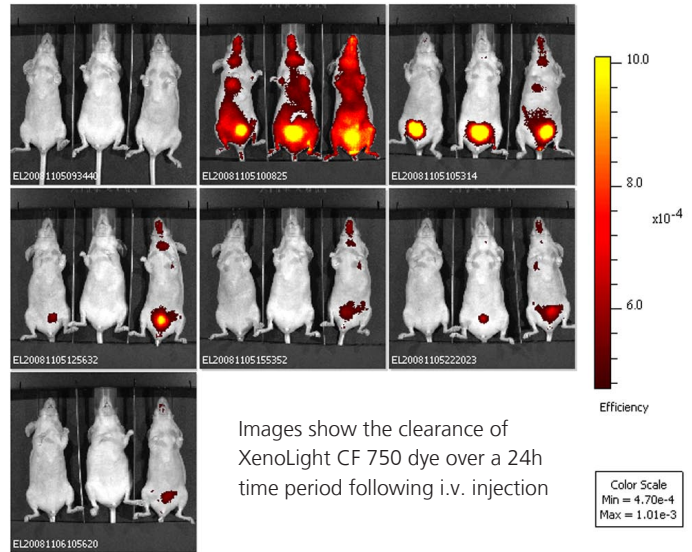 EL20081105093440
EL20081105100825
EL20081105105314
EL20081105125632
EL20081105155352
EL20081105222023
EL20081106105620
Images show the clearance of
XenoLight CF 750 dye over a 24h
time period following i.v. injection
10.0
8.0
x10-4
6.0
Efficiency
Color Scale
Min = 4.70e-4
Max = 1.01e-3